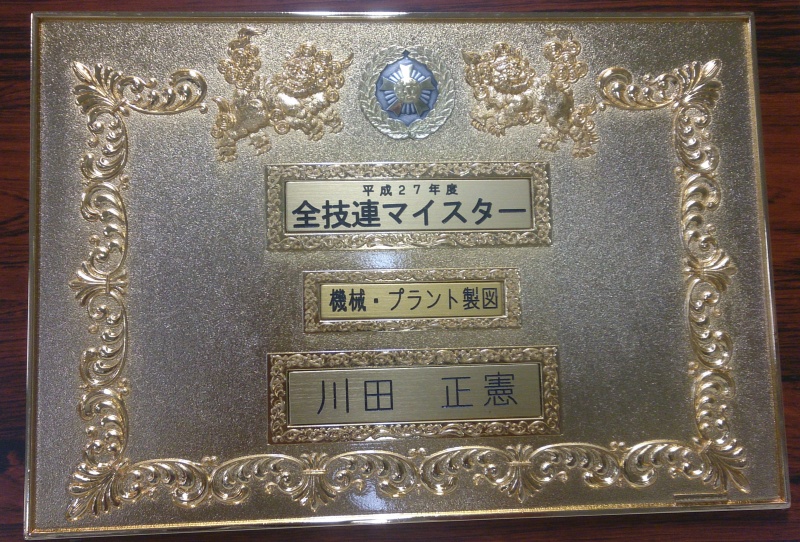 平成27年度
全技連マイスター
機械・プラント製図
川田　正憲